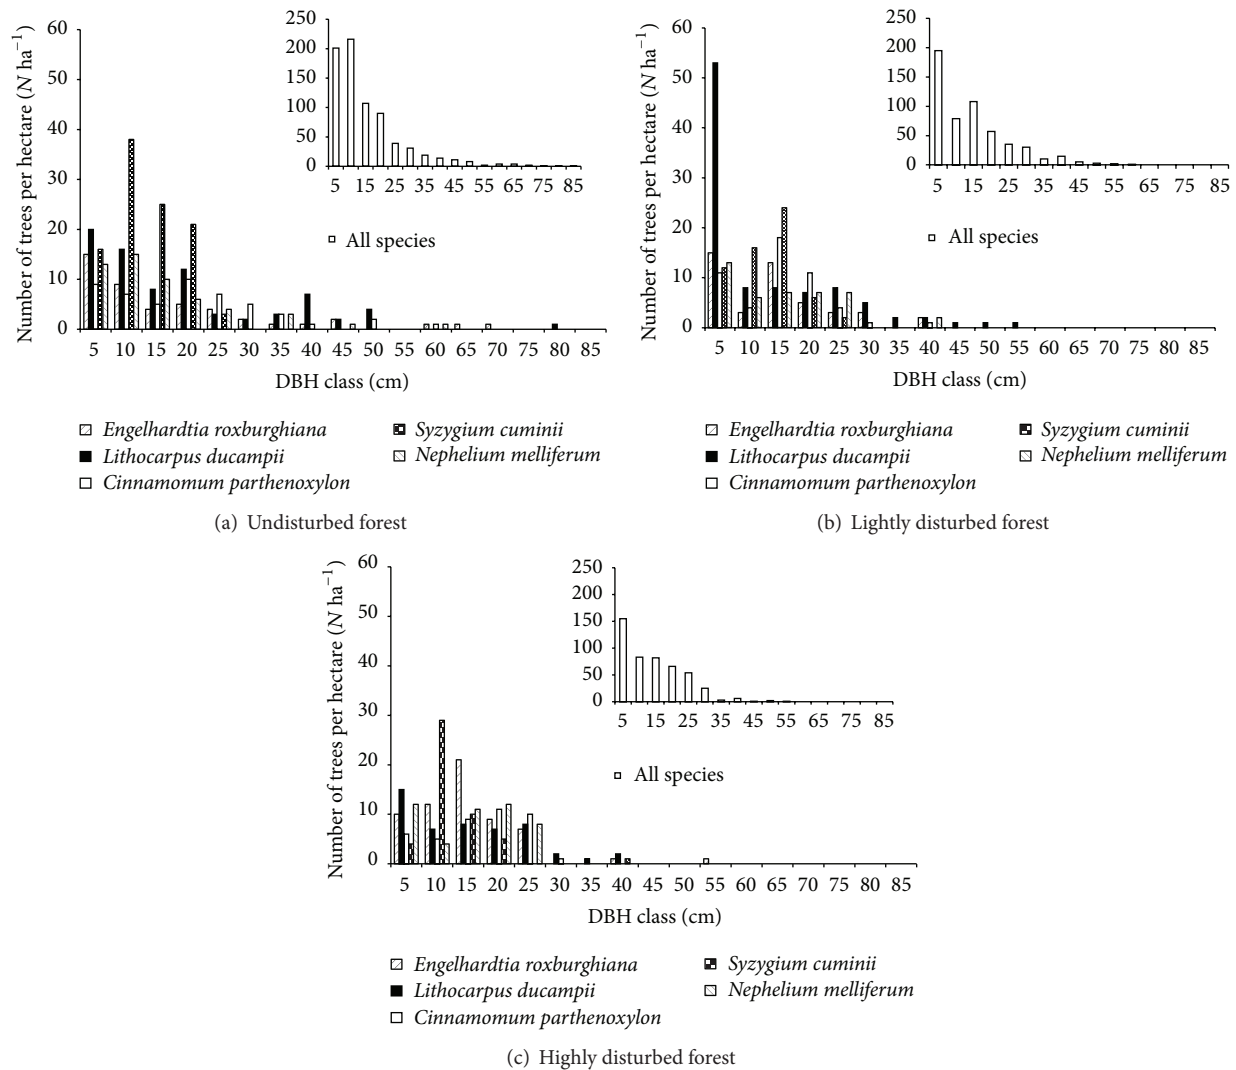 Number of trees per hectare (N ha⁻¹)
60
50
40
30
20
10
0
5 10 15 20 25 30 35 40 45 50 55 60 65 70 75 80 85
DBH class (cm)
250
200
150
100
50
0
5 15 25 35 45 55 65 75 85
All species
Engelhardtia roxburghiana
Lithocarpus ducampii
Cinnamomum parthenoxylon
Syzygium cuminii
Nephelium melliferum
(a) Undisturbed forest
Number of trees per hectare (N ha⁻¹)
60
50
40
30
20
10
0
5 10 15 20 25 30 35 40 45 50 55 60 65 70 75 80 85
DBH class (cm)
250
200
150
100
50
0
5 15 25 35 45 55 65 75 85
All species
Engelhardtia roxburghiana
Lithocarpus ducampii
Cinnamomum parthenoxylon
Syzygium cuminii
Nephelium melliferum
(b) Lightly disturbed forest
Number of trees per hectare (N ha⁻¹)
60
50
40
30
20
10
0
5 10 15 20 25 30 35 40 45 50 55 60 65 70 75 80 85
DBH class (cm)
250
200
150
100
50
0
5 15 25 35 45 55 65 75 85
All species
Engelhardtia roxburghiana
Lithocarpus ducampii
Cinnamomum parthenoxylon
Syzygium cuminii
Nephelium melliferum
(c) Highly disturbed forest